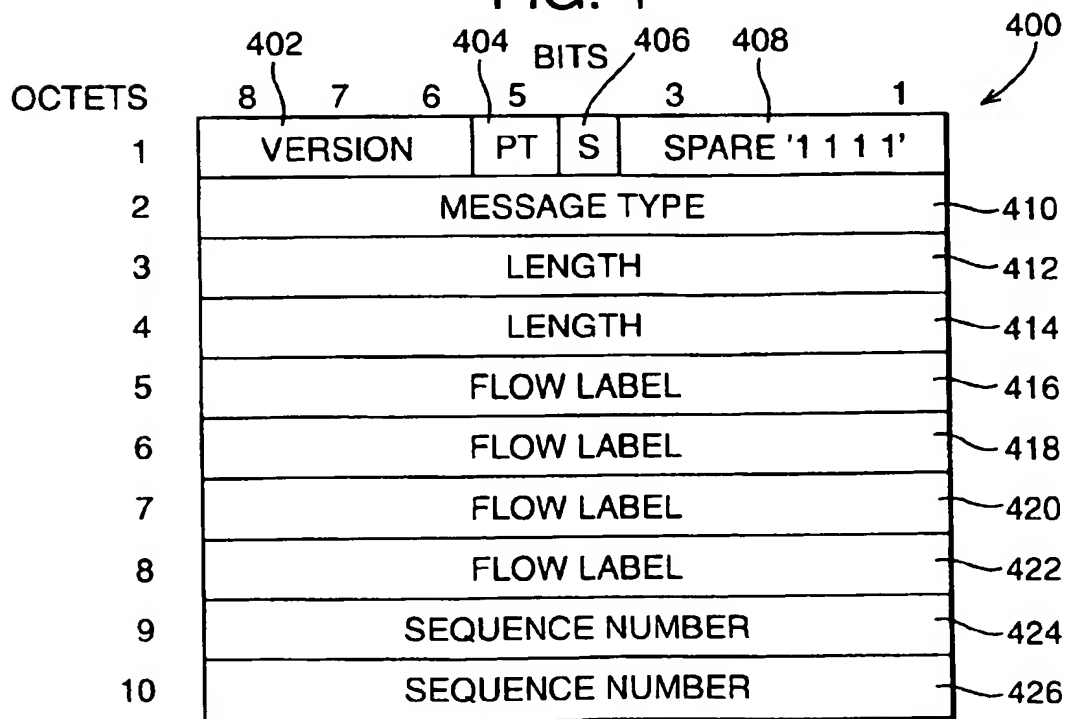 FIG. 4
402 404 BITS 406 408 400
OCTETS 8 7 6 5 3 1
1 VERSION PT S SPARE '1 1 1 1'
2 MESSAGE TYPE 410
3 LENGTH 412
4 LENGTH 414
5 FLOW LABEL 416
6 FLOW LABEL 418
7 FLOW LABEL 420
8 FLOW LABEL 422
9 SEQUENCE NUMBER 424
10 SEQUENCE NUMBER 426